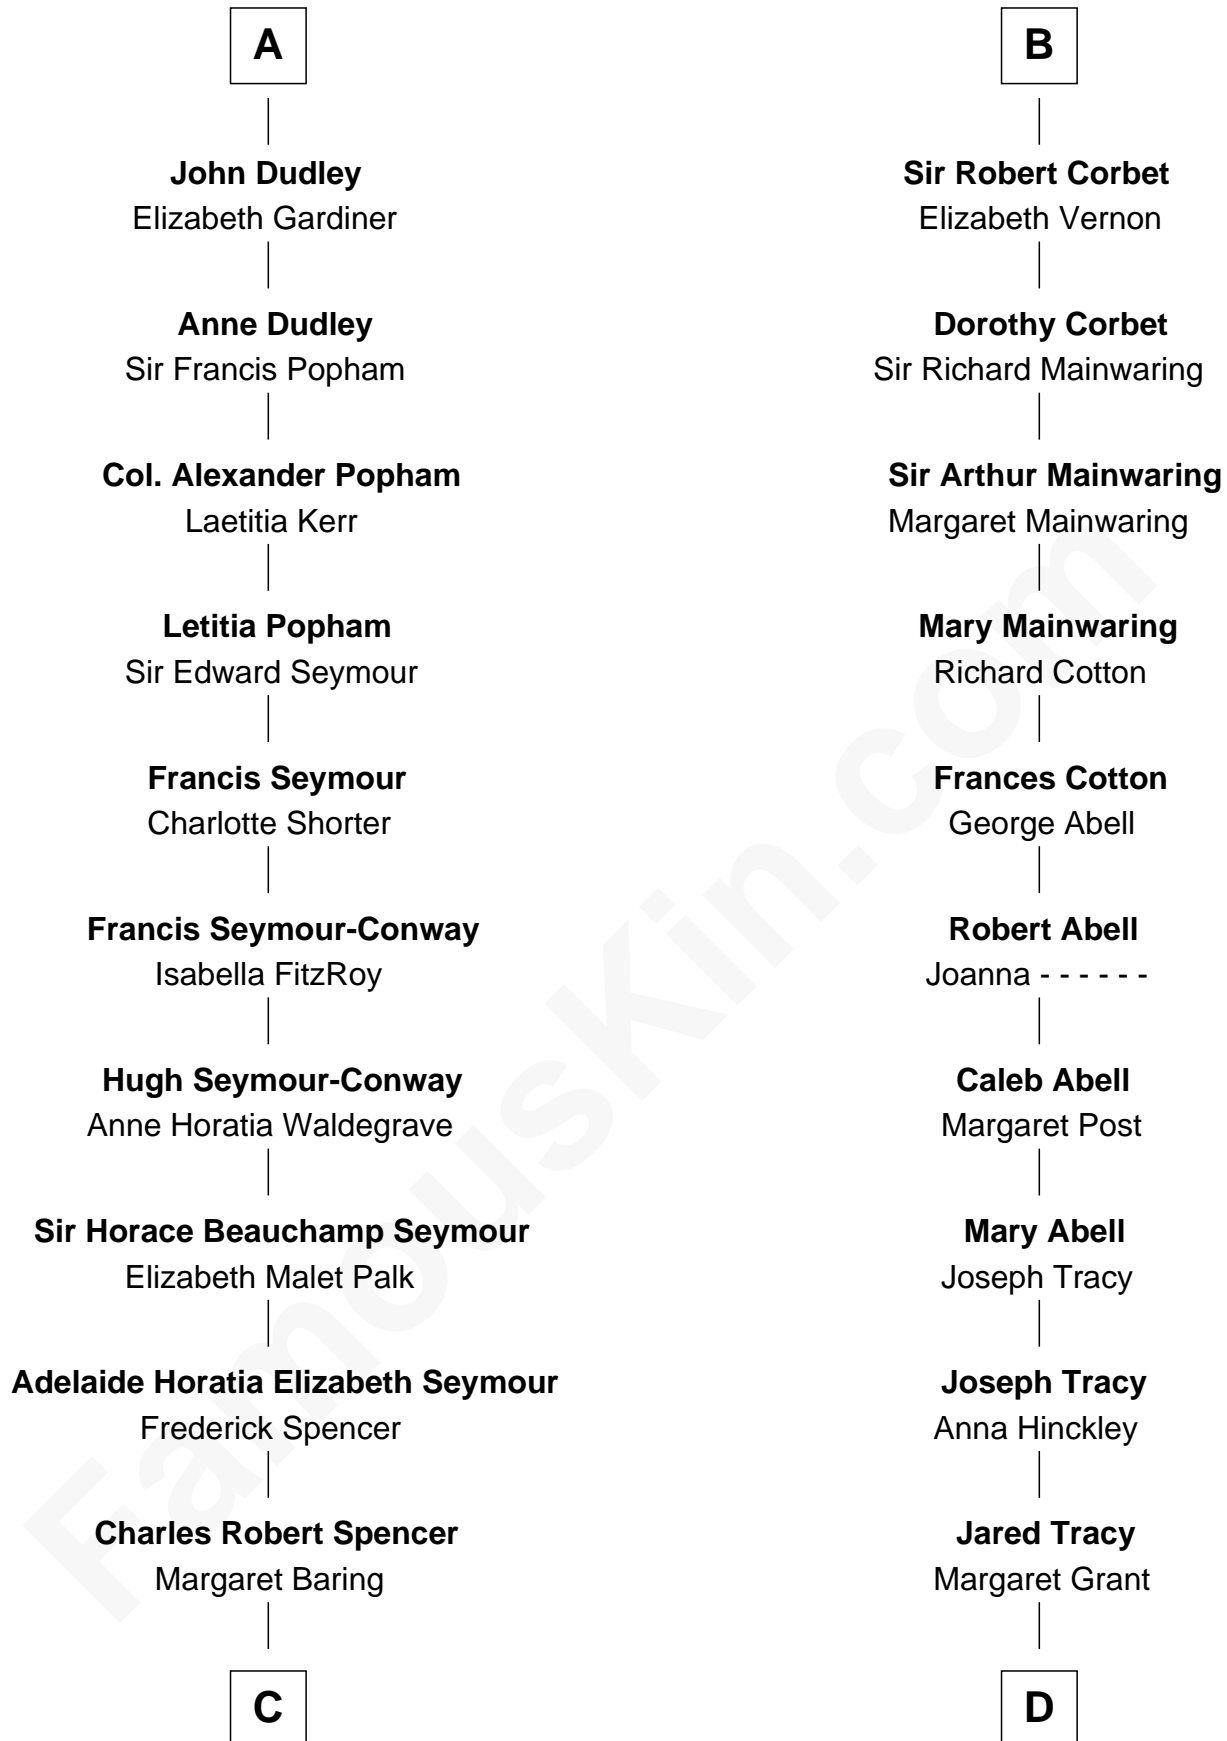 A
John Dudley
Elizabeth Gardiner
Anne Dudley
Sir Francis Popham
Col. Alexander Popham
Laetitia Kerr
Letitia Popham
Sir Edward Seymour
Francis Seymour
Charlotte Shorter
Francis Seymour-Conway
Isabella FitzRoy
Hugh Seymour-Conway
Anne Horatia Waldegrave
Sir Horace Beauchamp Seymour
Elizabeth Malet Palk
Adelaide Horatia Elizabeth Seymour
Frederick Spencer
Charles Robert Spencer
Margaret Baring
C
B
Sir Robert Corbet
Elizabeth Vernon
Dorothy Corbet
Sir Richard Mainwaring
Sir Arthur Mainwaring
Margaret Mainwaring
Mary Mainwaring
Richard Cotton
Frances Cotton
George Abell
Robert Abell
Joanna - - - - - -
Caleb Abell
Margaret Post
Mary Abell
Joseph Tracy
Joseph Tracy
Anna Hinckley
Jared Tracy
Margaret Grant
D
FamousKin.com